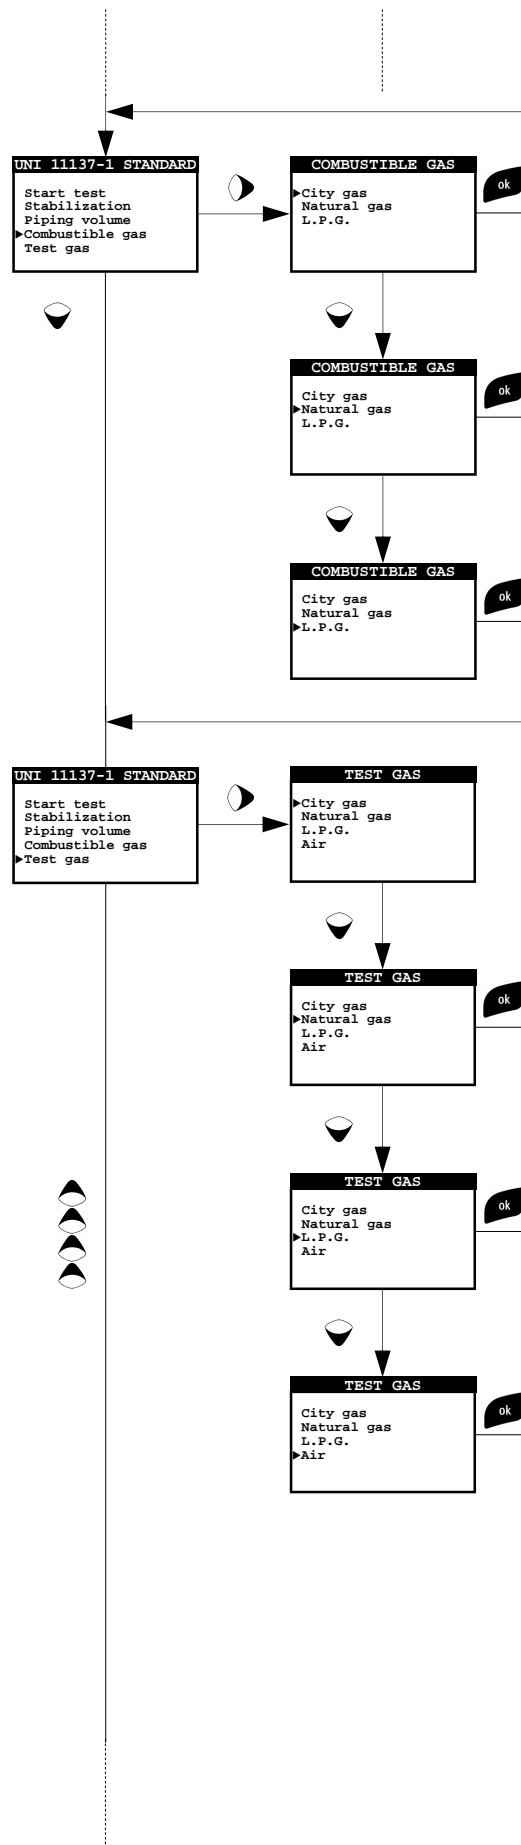 UNI 11137-1 STANDARD
Start test
Stabilization
Piping volume
▶Combustible gas
Test gas
COMBUSTIBLE GAS
▶City gas
Natural gas
L.P.G.
ok
COMBUSTIBLE GAS
City gas
▶Natural gas
L.P.G.
ok
COMBUSTIBLE GAS
City gas
Natural gas
▶L.P.G.
ok
UNI 11137-1 STANDARD
Start test
Stabilization
Piping volume
Combustible gas
▶Test gas
TEST GAS
▶City gas
Natural gas
L.P.G.
Air
TEST GAS
City gas
▶Natural gas
L.P.G.
Air
ok
TEST GAS
City gas
Natural gas
▶L.P.G.
Air
ok
TEST GAS
City gas
Natural gas
L.P.G.
▶Air
ok